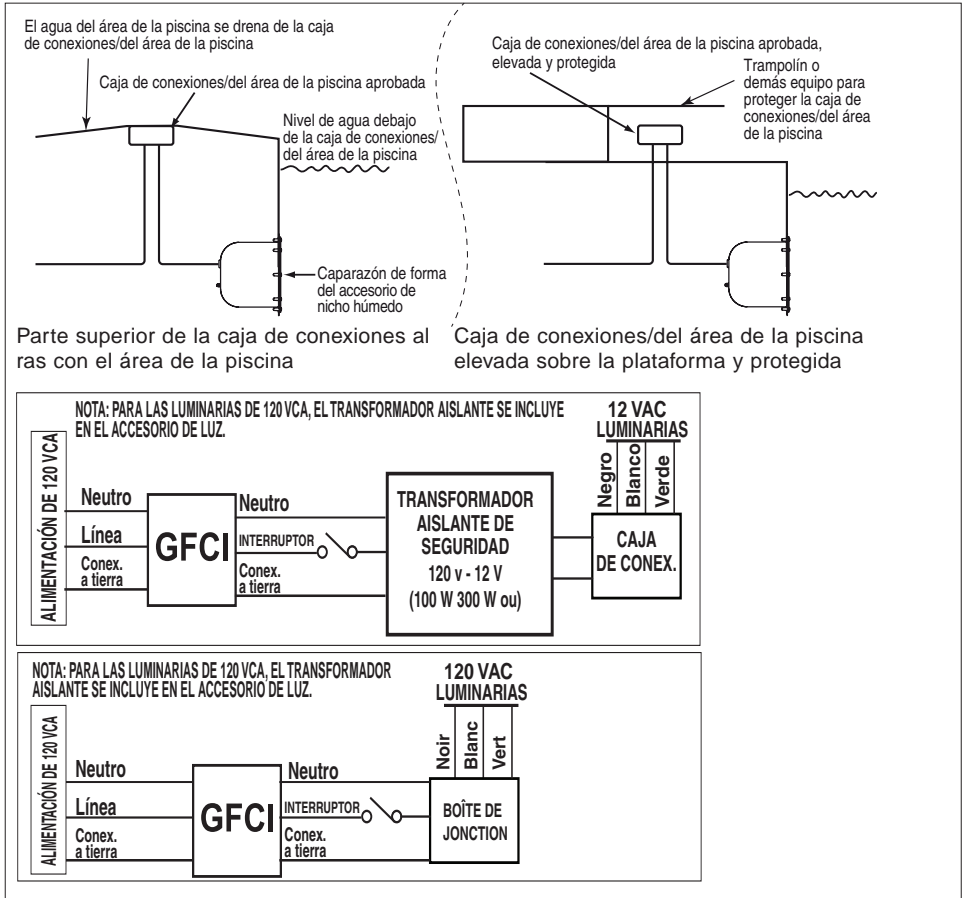 El agua del área de la piscina se drena de la caja
de conexiones/del área de la piscina
Caja de conexiones/del área de la piscina aprobada
Nivel de agua debajo
de la caja de conexiones/
del área de la piscina
Caparazón de forma
del accesorio de
nicho húmedo
Parte superior de la caja de conexiones al
ras con el área de la piscina
Caja de conexiones/del área de la piscina aprobada,
elevada y protegida
Trampolín o
demás equipo para
proteger la caja de
conexiones/del área
de la piscina
Caja de conexiones/del área de la piscina
elevada sobre la plataforma y protegida
NOTA: PARA LAS LUMINARIAS DE 120 VCA, EL TRANSFORMADOR AISLANTE SE INCLUYE
EN EL ACCESORIO DE LUZ.
12 VAC
LUMINARIAS
Negro
Blanco
Verde
ALIMENTACIÓN DE 120 VCA
Neutro
Línea
Conex.
a tierra
GFCI
Neutro
INTERRUPTOR
Conex.
a tierra
TRANSFORMADOR
AISLANTE DE
SEGURIDAD
120 v - 12 V
(100 W 300 W ou)
CAJA
DE CONEX.
NOTA: PARA LAS LUMINARIAS DE 120 VCA, EL TRANSFORMADOR
AISLANTE SE INCLUYE EN EL ACCESORIO DE LUZ.
120 VAC
LUMINARIAS
Noir
Blanc
Vert
ALIMENTACIÓN DE 120 VCA
Neutro
Línea
Conex.
a tierra
GFCI
Neutro
INTERRUPTOR
Conex.
a tierra
BOÎTE DE
JONCTION